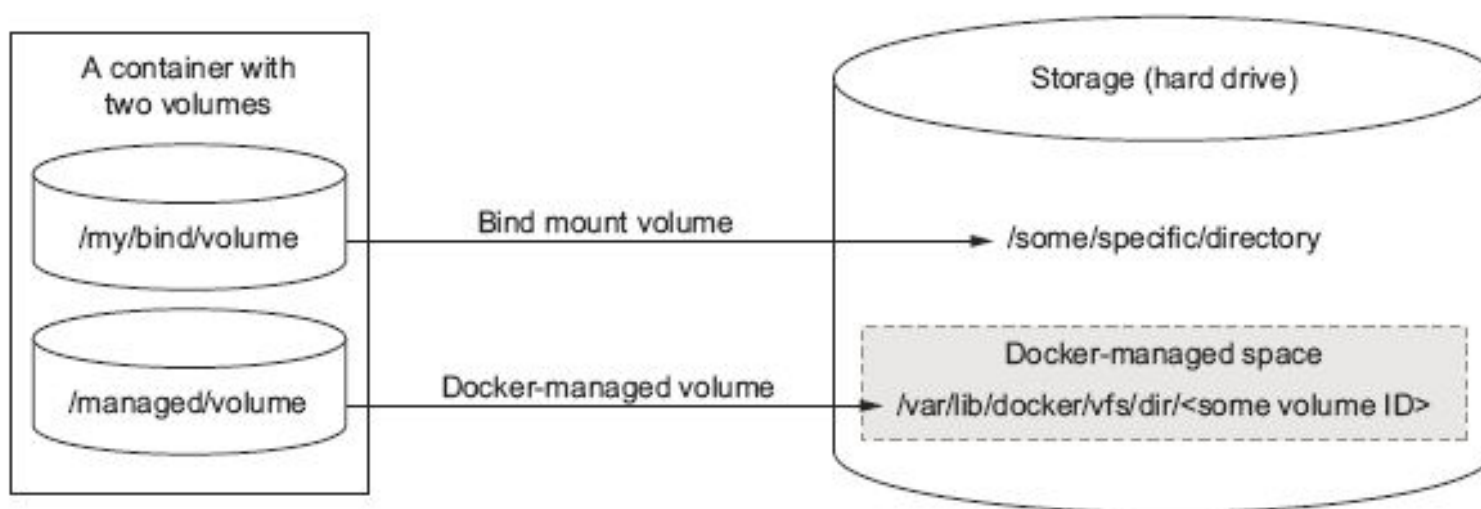 A container with
two volumes
Storage (hard drive)
/my/bind/volume
Bind mount volume
/some/specific/directory
Docker-managed space
/managed/volume
Docker-managed volume
/var/lib/docker/vfs/dir/<some volume ID>